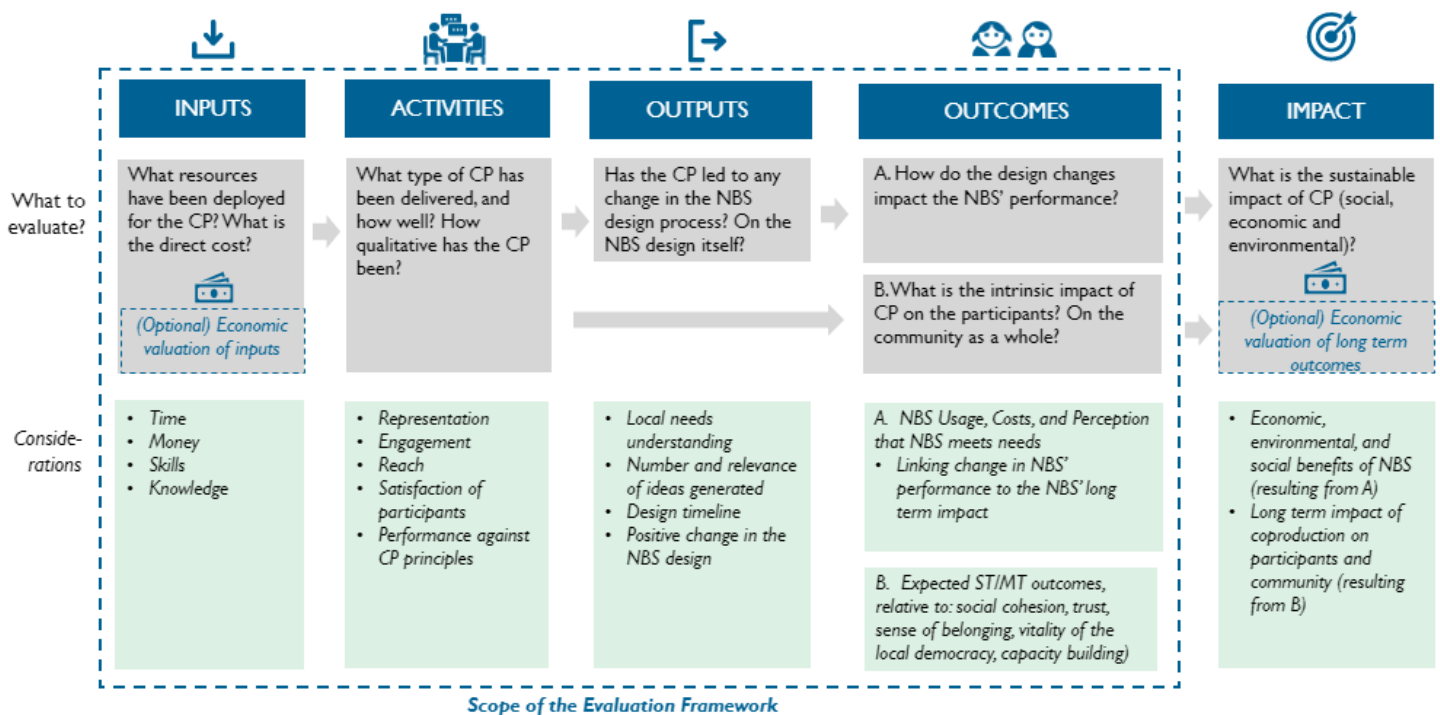 INPUTS
ACTIVITIES
OUTPUTS
OUTCOMES
IMPACT
What to
evaluate?
What resources
have been deployed
for the CP? What is
the direct cost?
(Optional) Economic
valuation of inputs
What type of CP has
been delivered, and
how well? How
qualitative has the CP
been?
Has the CP led to any
change in the NBS
design process? On the
NBS design itself?
A. How do the design changes
impact the NBS' performance?
B. What is the intrinsic impact of
CP on the participants? On the
community as a whole?
What is the sustainable
impact of CP (social,
economic and
environmental)?
(Optional) Economic
valuation of long term
outcomes
Conside-
rations
• Time
• Money
• Skills
• Knowledge
• Representation
• Engagement
• Reach
• Satisfaction of
participants
• Performance against
CP principles
• Local needs
understanding
• Number and relevance
of ideas generated
• Design timeline
• Positive change in the
NBS design
A. NBS Usage, Costs, and Perception
that NBS meets needs
• Linking change in NBS'
performance to the NBS' long
term impact
B. Expected ST/MT outcomes,
relative to: social cohesion, trust,
sense of belonging, vitality of the
local democracy, capacity building)
• Economic,
environmental, and
social benefits of NBS
(resulting from A)
• Long term impact of
coproduction on
participants and
community (resulting
from B)
Scope of the Evaluation Framework